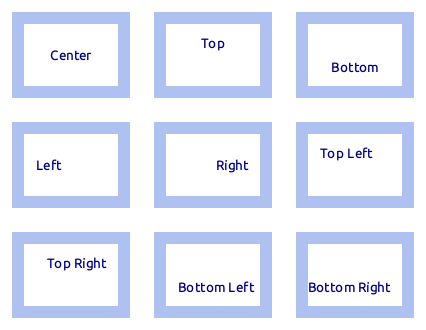 Center
Top
Bottom
Left
Right
Top Left
Top Right
Bottom Left
Bottom Right